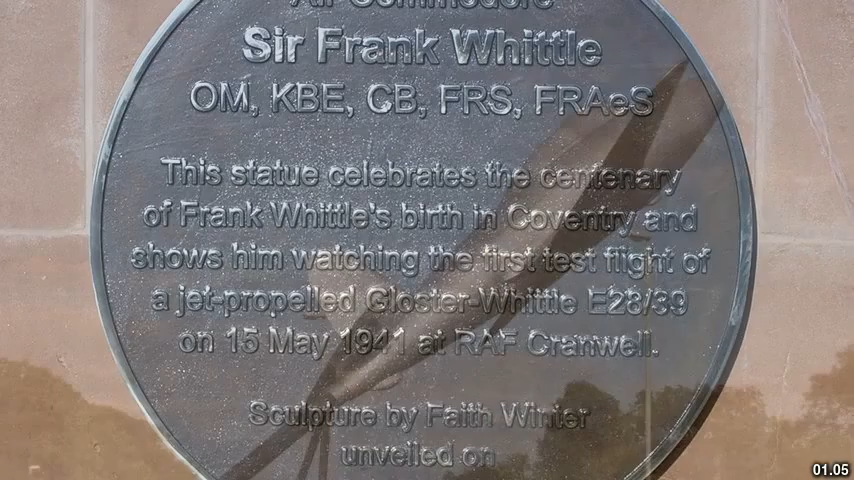 Air Commodore
Sir Frank Whittle
OM, KBE, CB, FRS, FRAeS
This statue celebrates the centenary
of Frank Whittle's birth in Coventry and
shows him watching the first test flight of
a jet-propelled Gloster-Whittle E28/39
on 15 May 1941 at RAF Cranwell.
Sculpture by Faith Winter
unveiled on
01.05